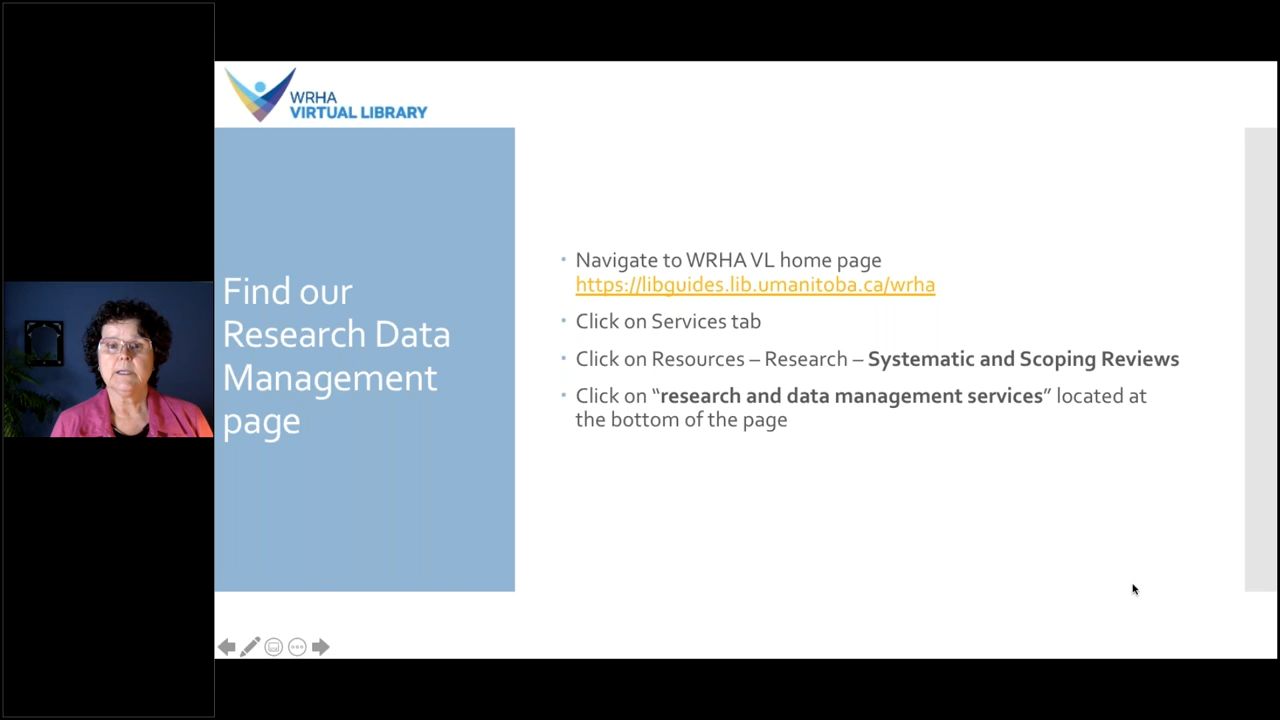 WRHA
VIRTUAL LIBRARY
Find our
Research Data
Management
page
• Navigate to WRHA VL home page
https://libguides.lib.umanitoba.ca/wrha
• Click on Services tab
• Click on Resources – Research – Systematic and Scoping Reviews
• Click on “research and data management services” located at
the bottom of the page